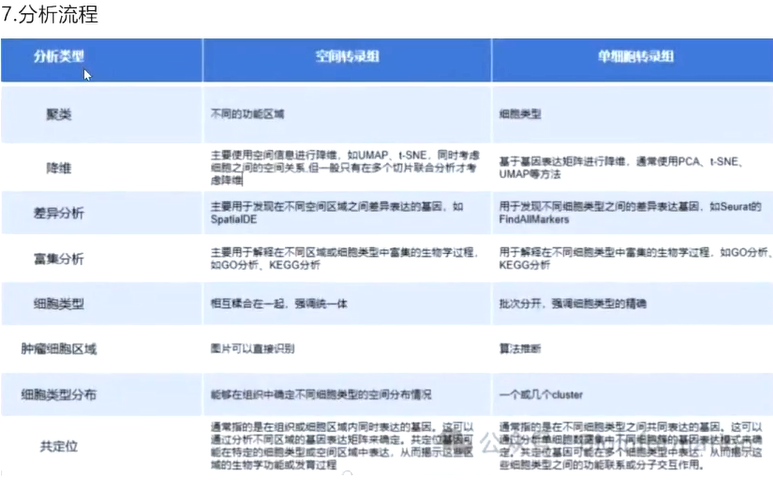 7.分析流程
分析类型 空间转录组 单细胞转录组
聚类 不同的功能区域 细胞类型
降维
主要使用空间信息进行降维，如UMAP、t-SNE，同时考虑
细胞之间的空间关系,但一般只有在多个切片联合分析才考
虑降维
基于基因表达矩阵进行降维，通常使用PCA、t-SNE、
UMAP等方法
差异分析
主要用于发现在不同空间区域之间差异表达的基因，如
SpatialDE
用于发现不同细胞类型之间的差异表达基因，如Seurat的
FindAllMarkers
富集分析
主要用于解释在不同区域或细胞类型中富集的生物学过程，
如GO分析、KEGG分析
用于解释在不同细胞类型中富集的生物学过程，如GO分析、
KEGG分析
细胞类型 相互糅合在一起，强调统一体 批次分开，强调细胞类型的精确
肿瘤细胞区域 图片可以直接识别 算法推断
细胞类型分布 能够在组织中确定不同细胞类型的空间分布情况 一个或几个cluster
共定位
通常指的是在组织或细胞区域内同时表达的基因。这可以
通过分析不同区域的基因表达矩阵来确定。共定位基因可
能在特定的细胞类型或空间区域中表达，从而揭示这些区
域的生物学功能或发育过程
通常指的是在不同细胞类型之间共同表达的基因。这可以
通过分析单细胞数据集中不同细胞群的基因表达模式来确
定。共定位基因可能在多个细胞类型中表达，从而揭示这
些细胞类型之间的功能联系或分子交互作用。